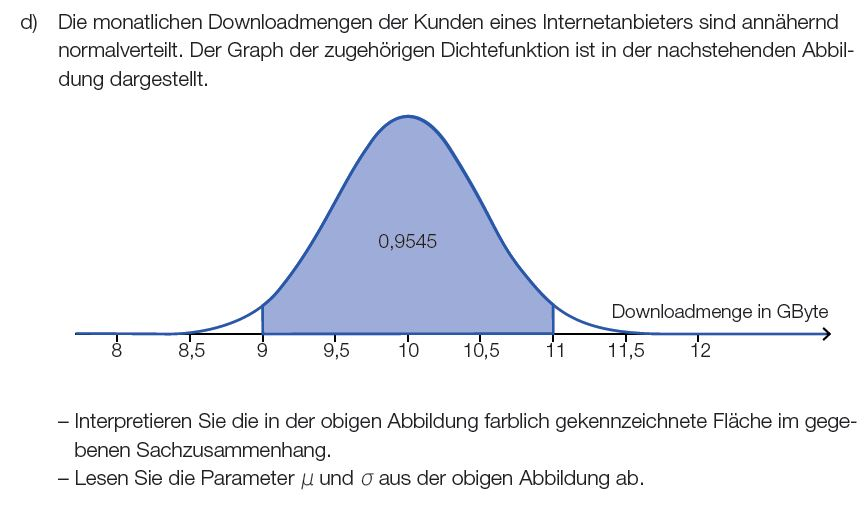 d) Die monatlichen Downloadmengen der Kunden eines Internetanbieters sind annähernd
normalverteilt. Der Graph der zugehörigen Dichtefunktion ist in der nachstehenden Abbil-
dung dargestellt.
0,9545
Downloadmenge in GByte
8 8,5 9 9,5 10 10,5 11 11,5 12
– Interpretieren Sie die in der obigen Abbildung farblich gekennzeichnete Fläche im gege-
benen Sachzusammenhang.
– Lesen Sie die Parameter μ und σ aus der obigen Abbildung ab.